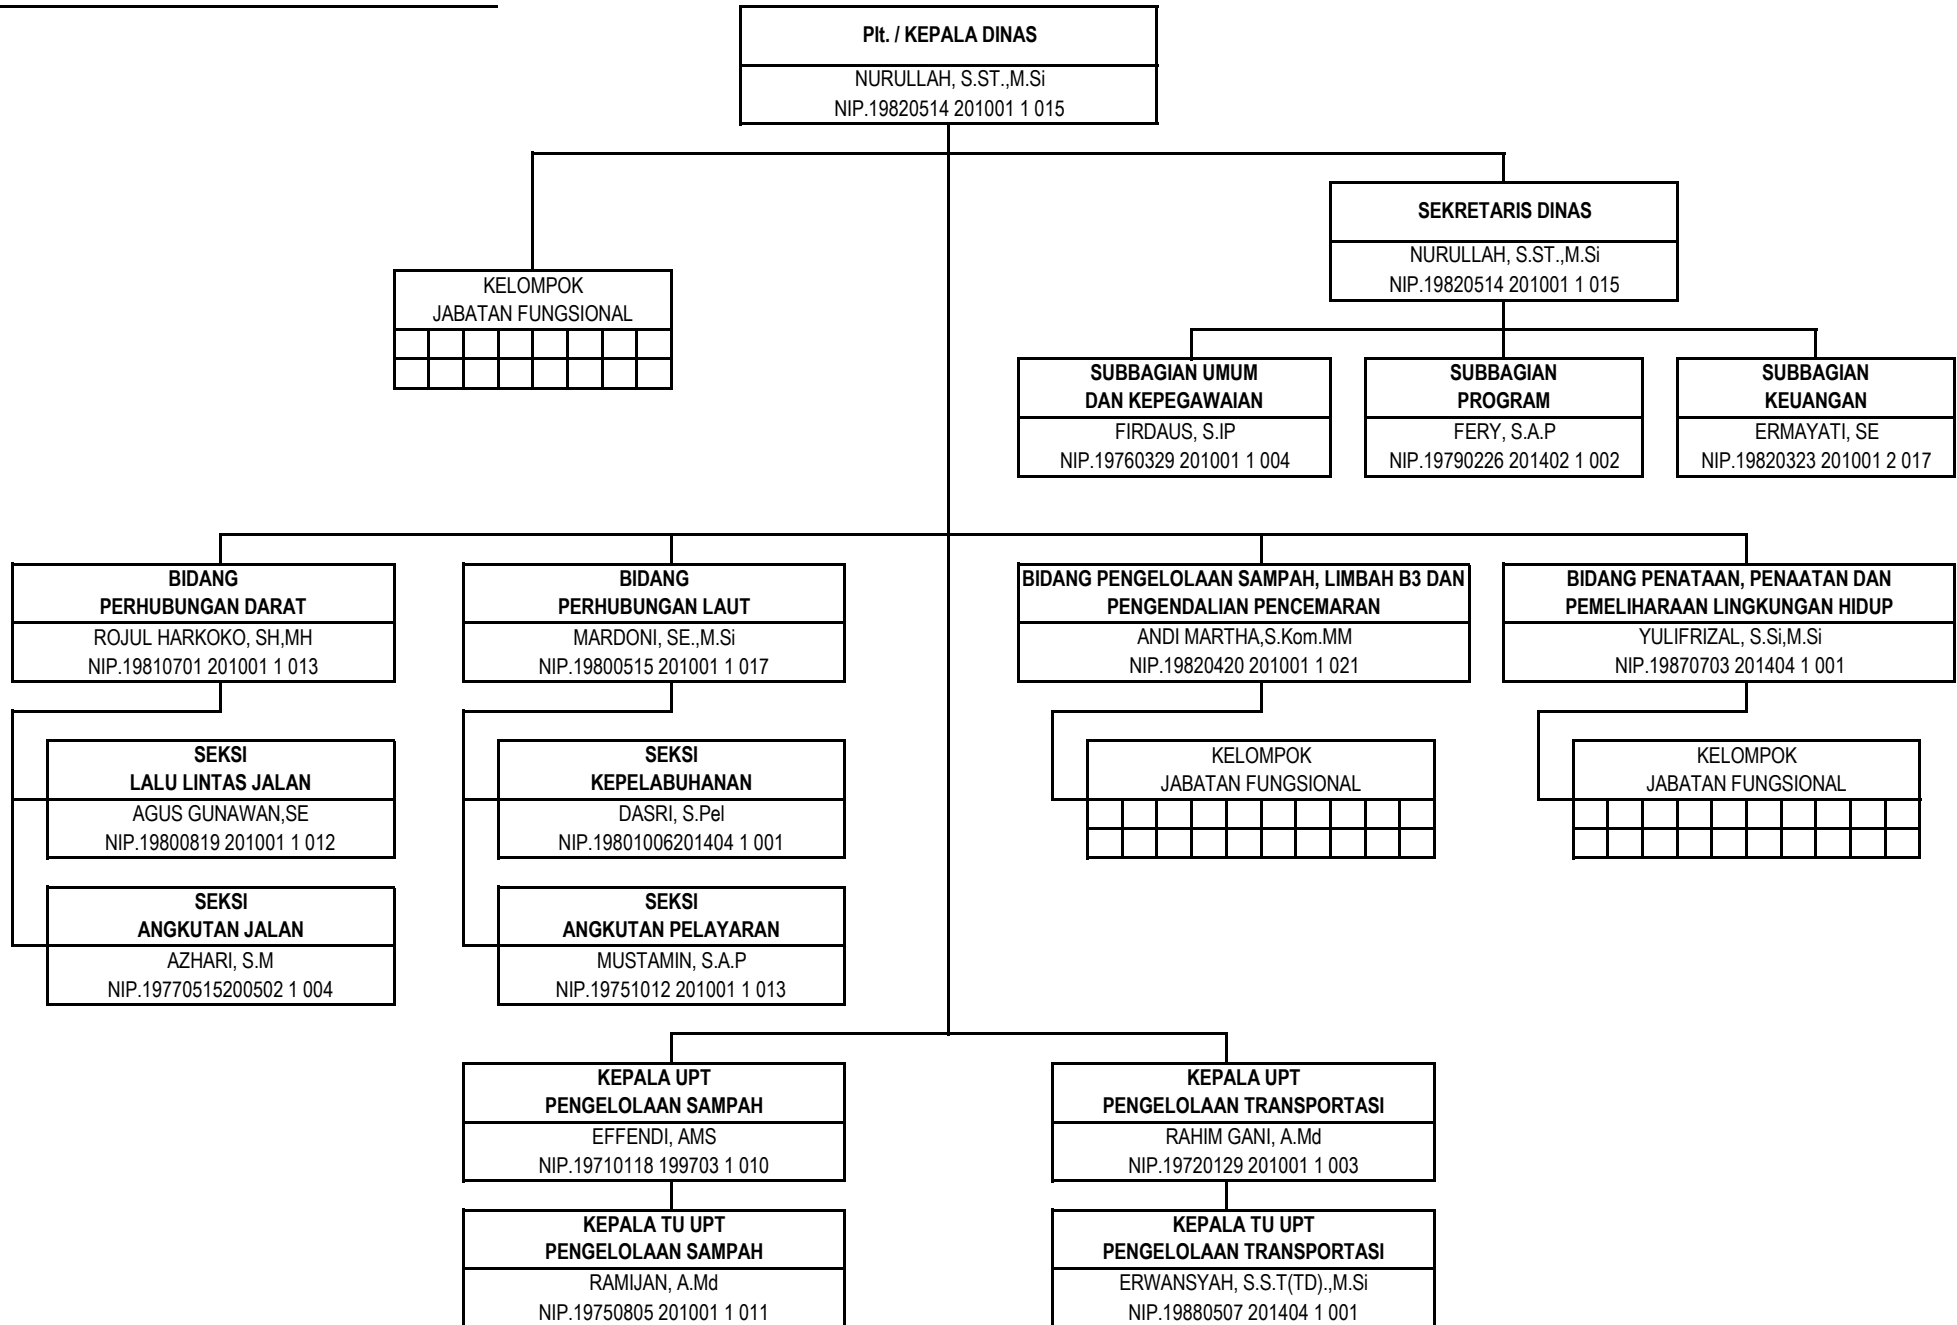 Plt. / KEPALA DINAS
NURULLAH, S.ST.,M.Si
NIP.19820514 201001 1 015
SEKRETARIS DINAS
NURULLAH, S.ST.,M.Si
NIP.19820514 201001 1 015
KELOMPOK
JABATAN FUNGSIONAL
SUBBAGIAN UMUM
DAN KEPEGAWAIAN
FIRDAUS, S.IP
NIP.19760329 201001 1 004
SUBBAGIAN
PROGRAM
FERY, S.A.P
NIP.19790226 201402 1 002
SUBBAGIAN
KEUANGAN
ERMAYATI, SE
NIP.19820323 201001 2 017
BIDANG
PERHUBUNGAN DARAT
ROJUL HARKOKO, SH,MH
NIP.19810701 201001 1 013
BIDANG
PERHUBUNGAN LAUT
MARDONI, SE.,M.Si
NIP.19800515 201001 1 017
BIDANG PENGELOLAAN SAMPAH, LIMBAH B3 DAN
PENGENDALIAN PENCEMARAN
ANDI MARTHA,S.Kom.MM
NIP.19820420 201001 1 021
BIDANG PENATAAN, PENAATAN DAN
PEMELIHARAAN LINGKUNGAN HIDUP
YULIFRIZAL, S.Si,M.Si
NIP.19870703 201404 1 001
SEKSI
LALU LINTAS JALAN
AGUS GUNAWAN,SE
NIP.19800819 201001 1 012
SEKSI
KEPELABUHANAN
DASRI, S.Pel
NIP.19801006201404 1 001
KELOMPOK
JABATAN FUNGSIONAL
KELOMPOK
JABATAN FUNGSIONAL
SEKSI
ANGKUTAN JALAN
AZHARI, S.M
NIP.19770515200502 1 004
SEKSI
ANGKUTAN PELAYARAN
MUSTAMIN, S.A.P
NIP.19751012 201001 1 013
KEPALA UPT
PENGELOLAAN SAMPAH
EFFENDI, AMS
NIP.19710118 199703 1 010
KEPALA UPT
PENGELOLAAN TRANSPORTASI
RAHIM GANI, A.Md
NIP.19720129 201001 1 003
KEPALA TU UPT
PENGELOLAAN SAMPAH
RAMIJAN, A.Md
NIP.19750805 201001 1 011
KEPALA TU UPT
PENGELOLAAN TRANSPORTASI
ERWANSYAH, S.S.T(TD).,M.Si
NIP.19880507 201404 1 001